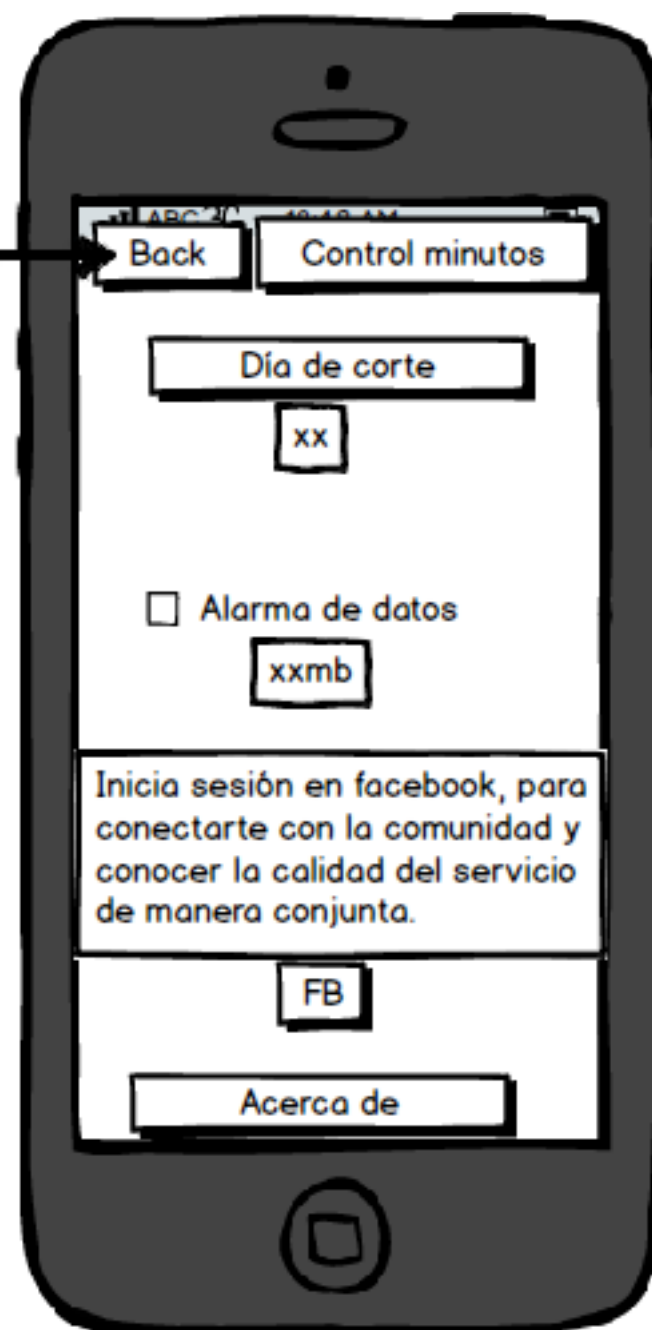 Back Control minutos
Día de corte
xx
Alarma de datos
xxmb
Inicia sesión en facebook, para
conectarte con la comunidad y
conocer la calidad del servicio
de manera conjunta.
FB
Acerca de